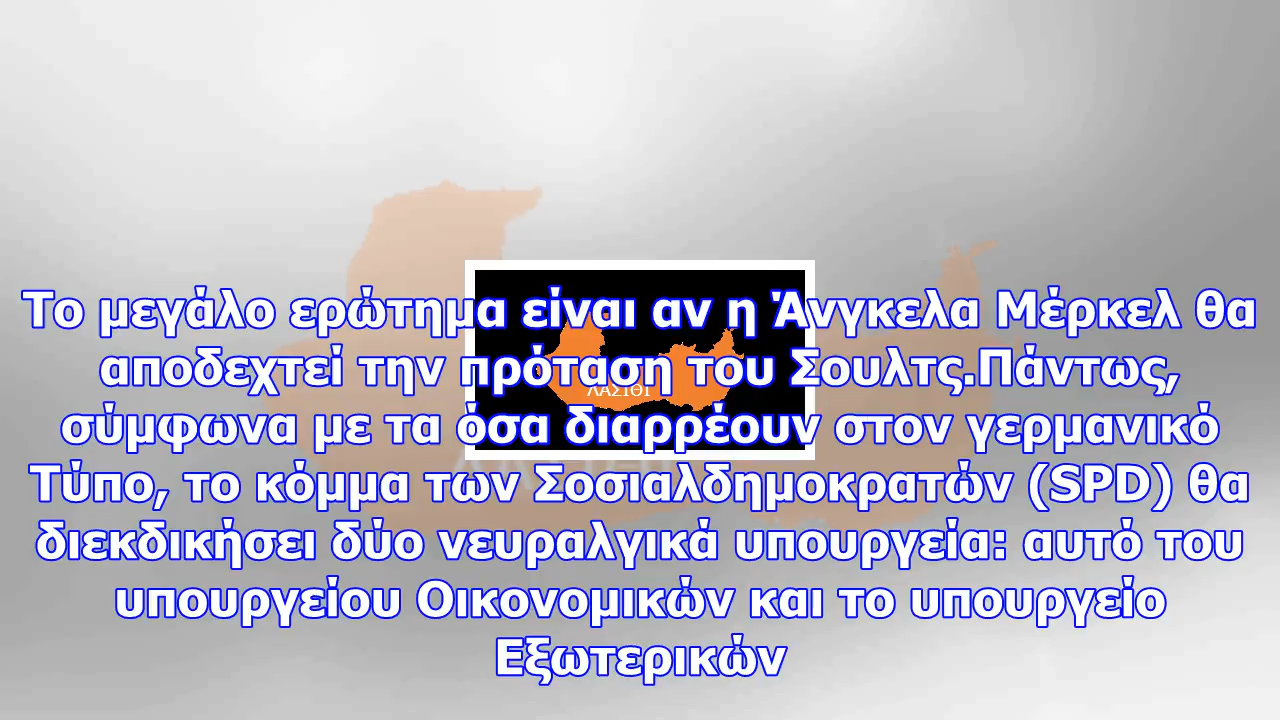 Το μεγάλο ερώτημα είναι αν η Άνγκελα Μέρκελ θα
αποδεχτεί την πρόταση του Σουλτς.Πάντως,
ΛΑΣΙΘΙ
σύμφωνα με τα όσα διαρρέουν στον γερμανικό
Τύπο, το κόμμα των Σοσιαλδημοκρατών (SPD) θα
διεκδικήσει δύο νευραλγικά υπουργεία: αυτό του
υπουργείου Οικονομικών και το υπουργείο
Εξωτερικών